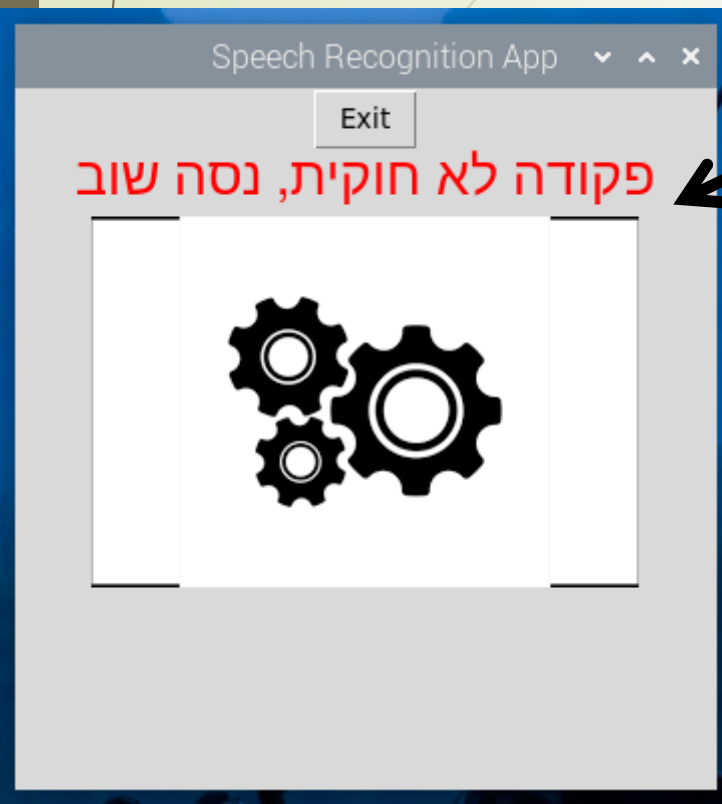 Speech Recognition App
Exit
פקודה לא חוקית, נסה שוב